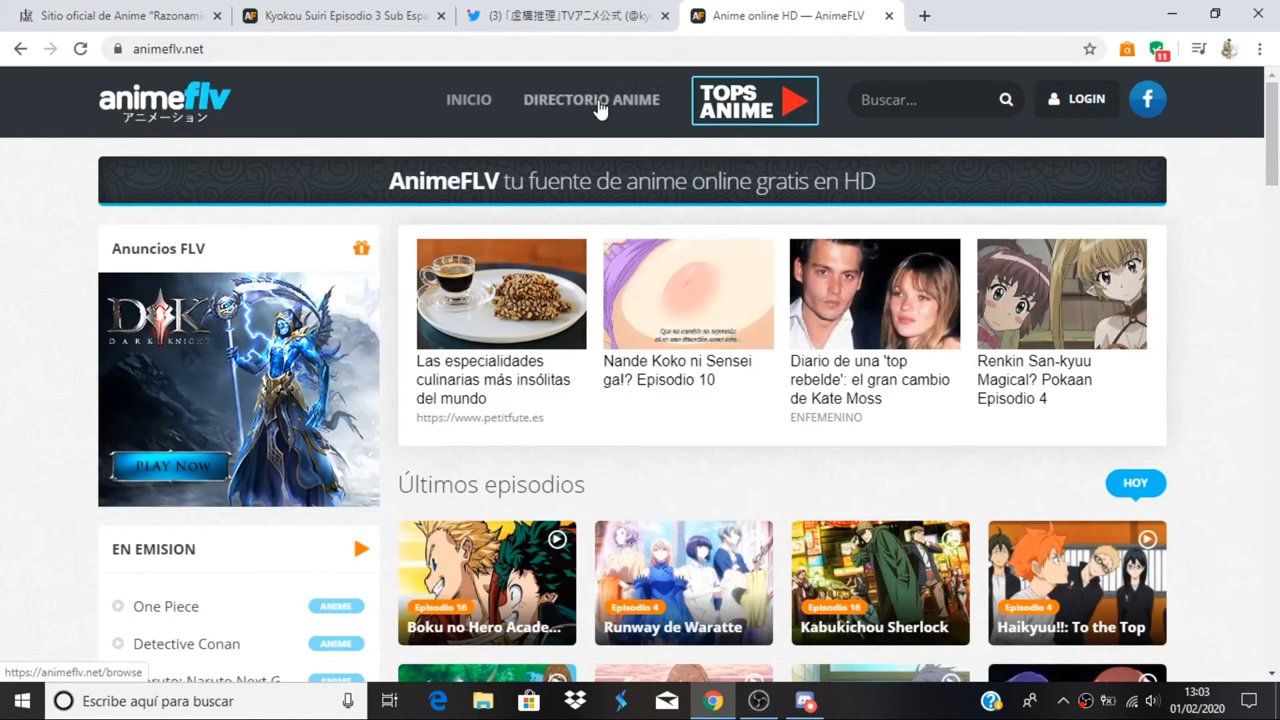 Sitio oficial de Anime "Razonami
Kyokou Suiri Episodio 3 Sub Espa
(3) 「虚構推理」TVアニメ公式 (@kyo
Anime online HD — AnimeFLV
animeflv.net
11
animeflv
アニメーション
INICIO
DIRECTORIO ANIME
TOPS
ANIME
Buscar...
LOGIN
AnimeFLV tu fuente de anime online gratis en HD
Anuncios FLV
DARK KNIGHT
PLAY NOW
Las especialidades
culinarias más insólitas
del mundo
https://www.petitfute.es
Nande Koko ni Sensei
ga!? Episodio 10
Diario de una 'top
rebelde': el gran cambio
de Kate Moss
ENFEMENINO
Renkin San-kyuu
Magical? Pokaan
Episodio 4
Últimos episodios
HOY
EN EMISION
One Piece
ANIME
Detective Conan
ANIME
Boruto: Naruto Next G
ANIME
Episodio 16
Boku no Hero Acade...
Episodio 4
Runway de Waratte
Episodio 16
Kabukichou Sherlock
Episodio 4
Haikyuu!!: To the Top
https://animeflv.net/browse
Escribe aquí para buscar
13:03
01/02/2020